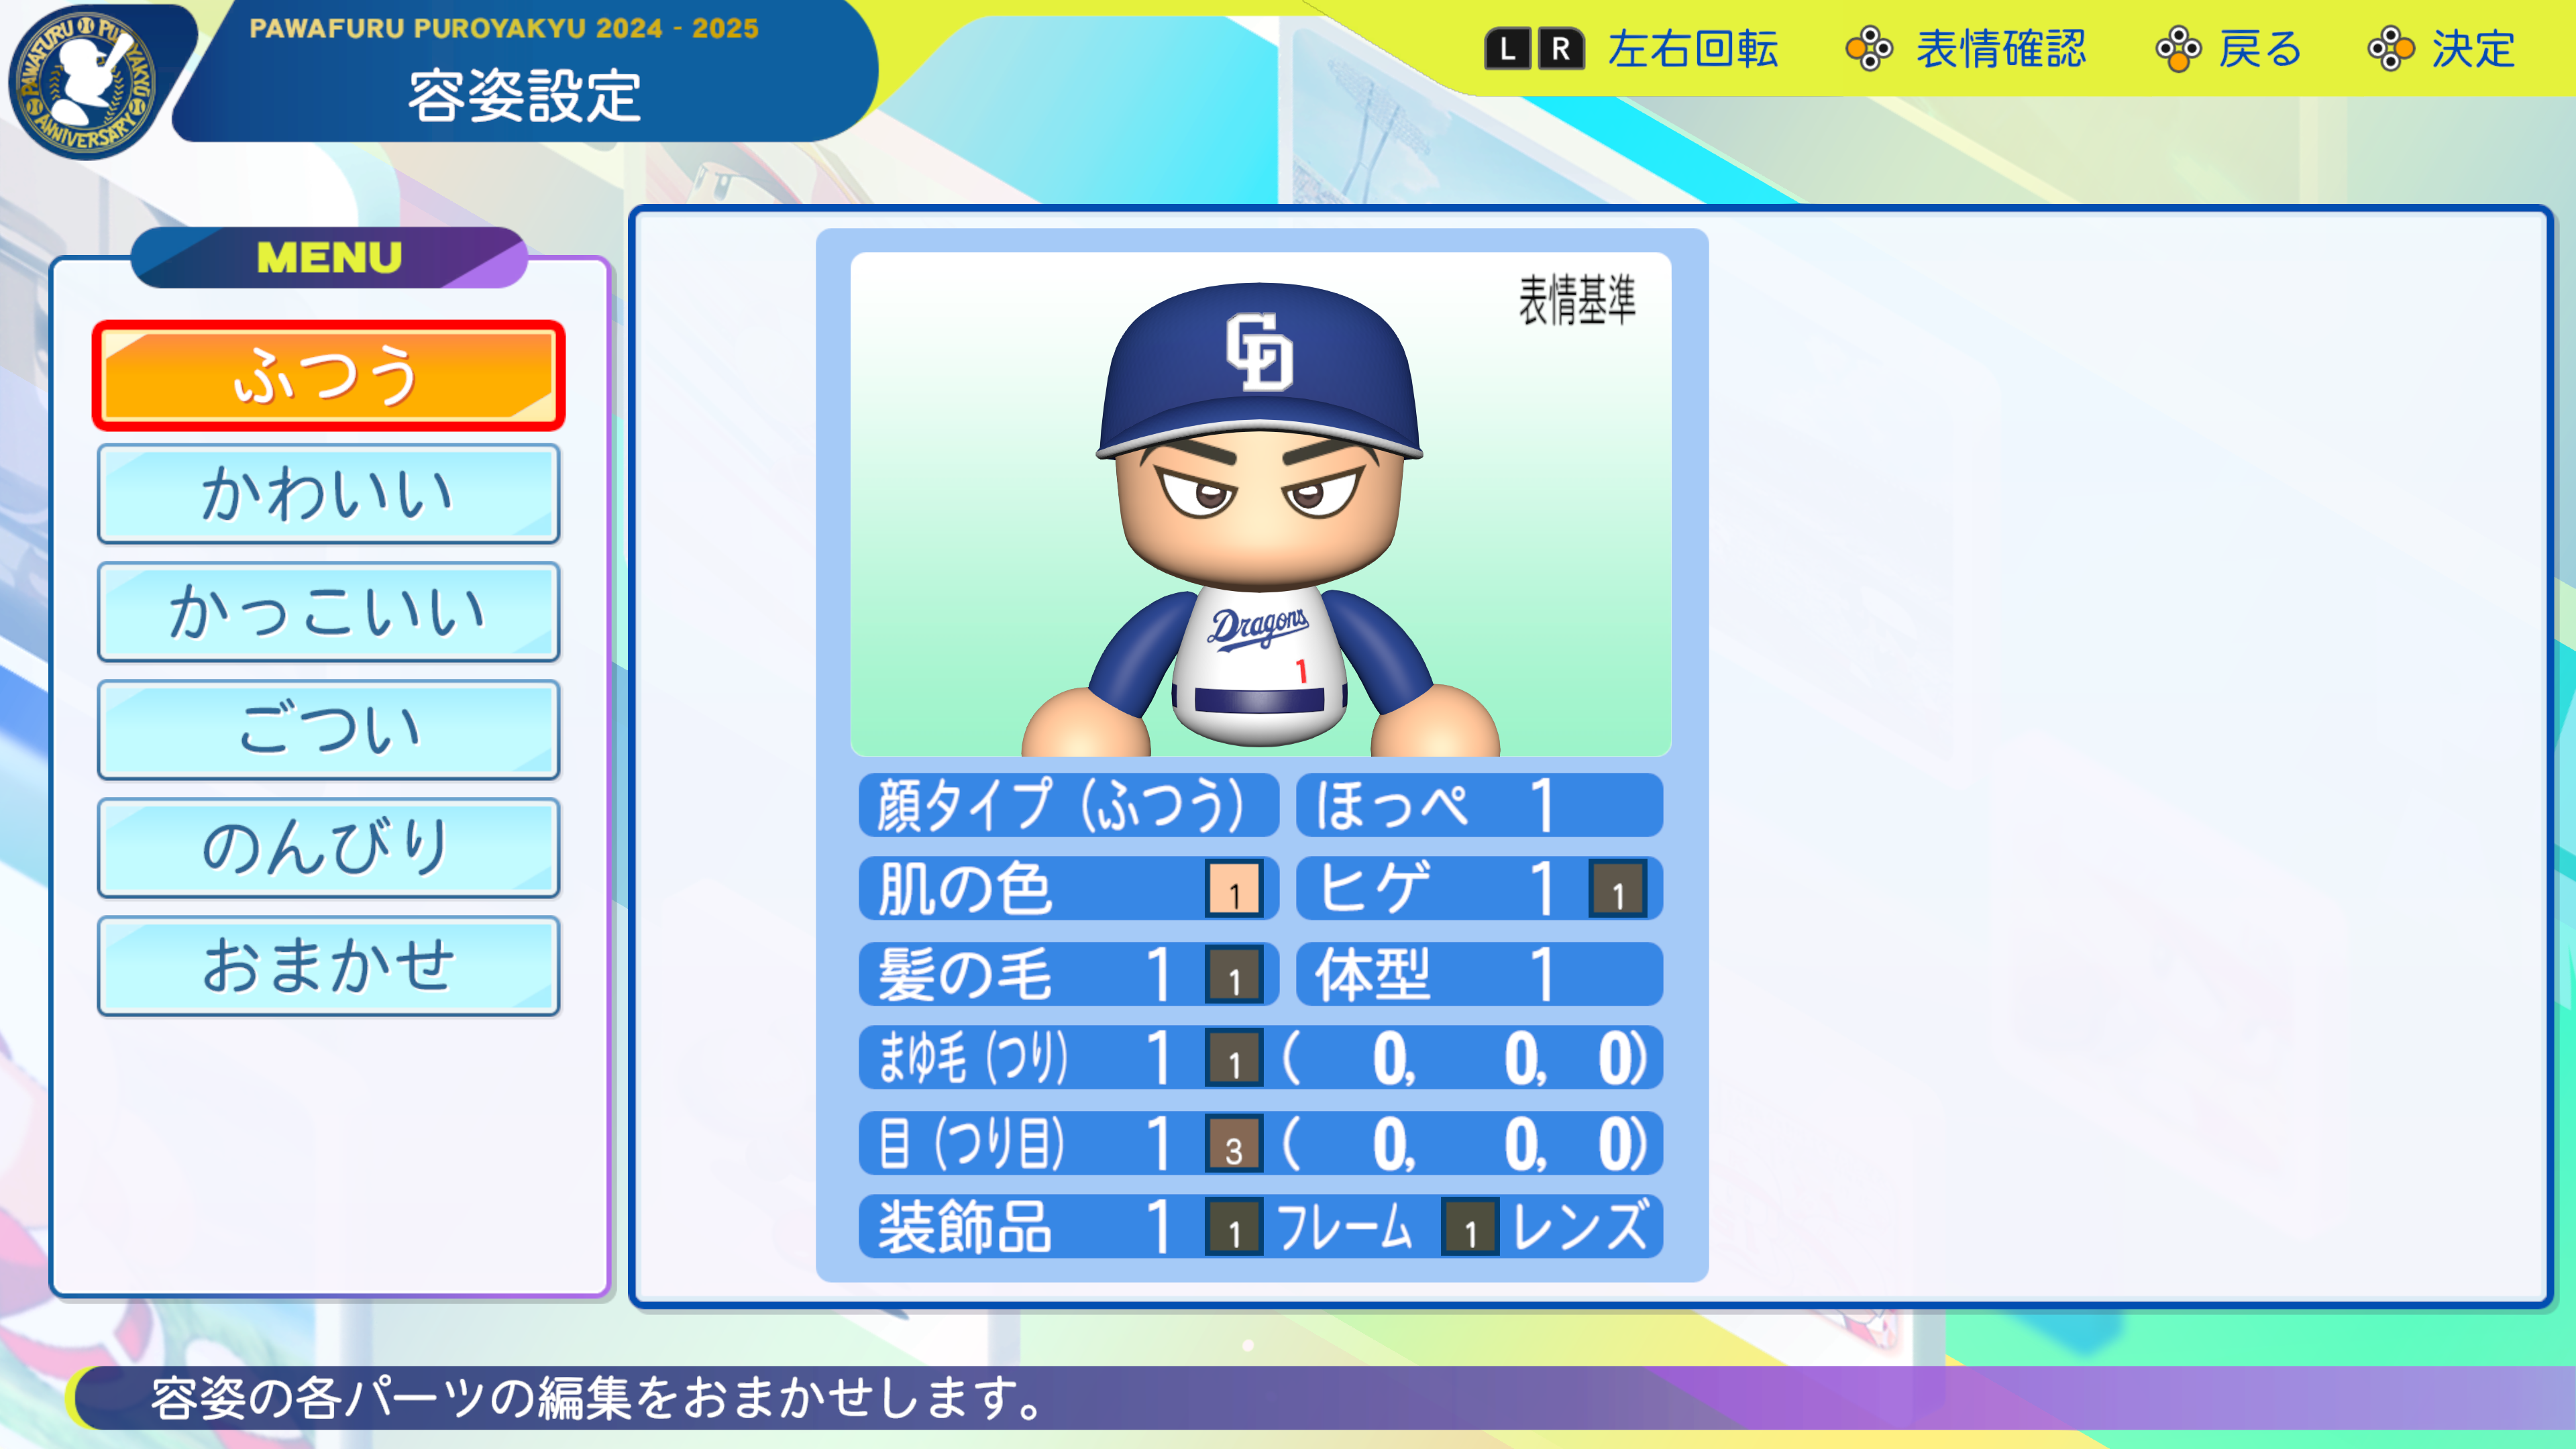 PAWAFURU PUROYAKYU 2024 - 2025
容姿設定
PAWAFURU PUROYAKYU
ANNIVERSARY
L R 左右回転 表情確認 戻る 決定
MENU
ふつう
かわいい
かっこいい
ごつい
のんびり
おまかせ
表情基準
CD
Dragons
1
顔タイプ（ふつう） ほっぺ 1
肌の色 1 ヒゲ 1 1
髪の毛 1 1 体型 1
まゆ毛（つり） 1 1 ( 0, 0, 0)
目（つり目） 1 3 ( 0, 0, 0)
装飾品 1 1 フレーム 1 レンズ
容姿の各パーツの編集をおまかせします。